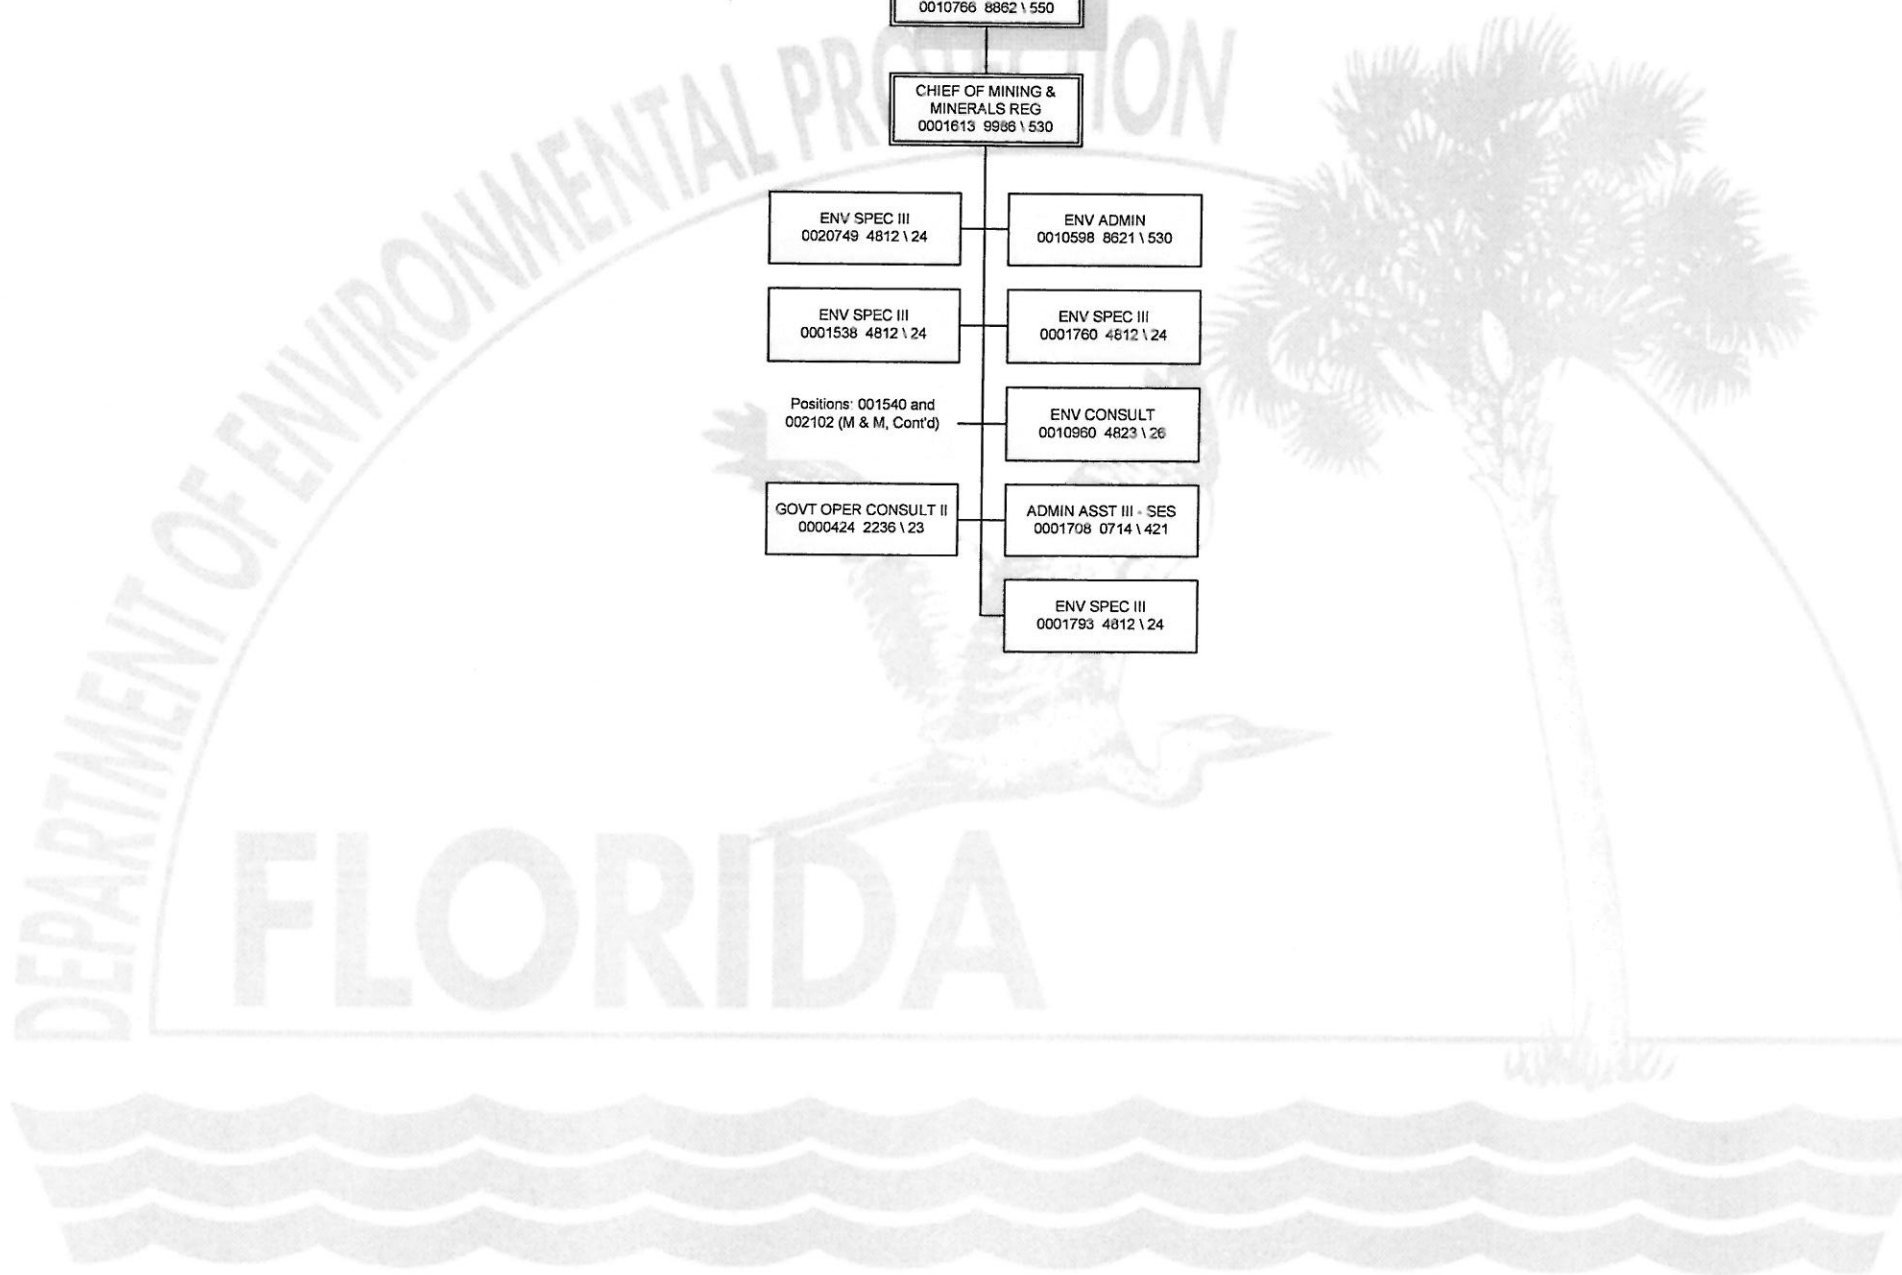 0010766 8862 \ 550
CHIEF OF MINING &
MINERALS REG
0001613 9986 \ 530
ENV SPEC III
0020749 4812 \ 24
ENV ADMIN
0010598 8621 \ 530
ENV SPEC III
0001538 4812 \ 24
ENV SPEC III
0001760 4812 \ 24
Positions: 001540 and
002102 (M & M, Cont'd)
ENV CONSULT
0010960 4823 \ 26
GOVT OPER CONSULT II
0000424 2236 \ 23
ADMIN ASST III - SES
0001708 0714 \ 421
ENV SPEC III
0001793 4812 \ 24
DEPARTMENT OF ENVIRONMENTAL PROTECTION
FLORIDA